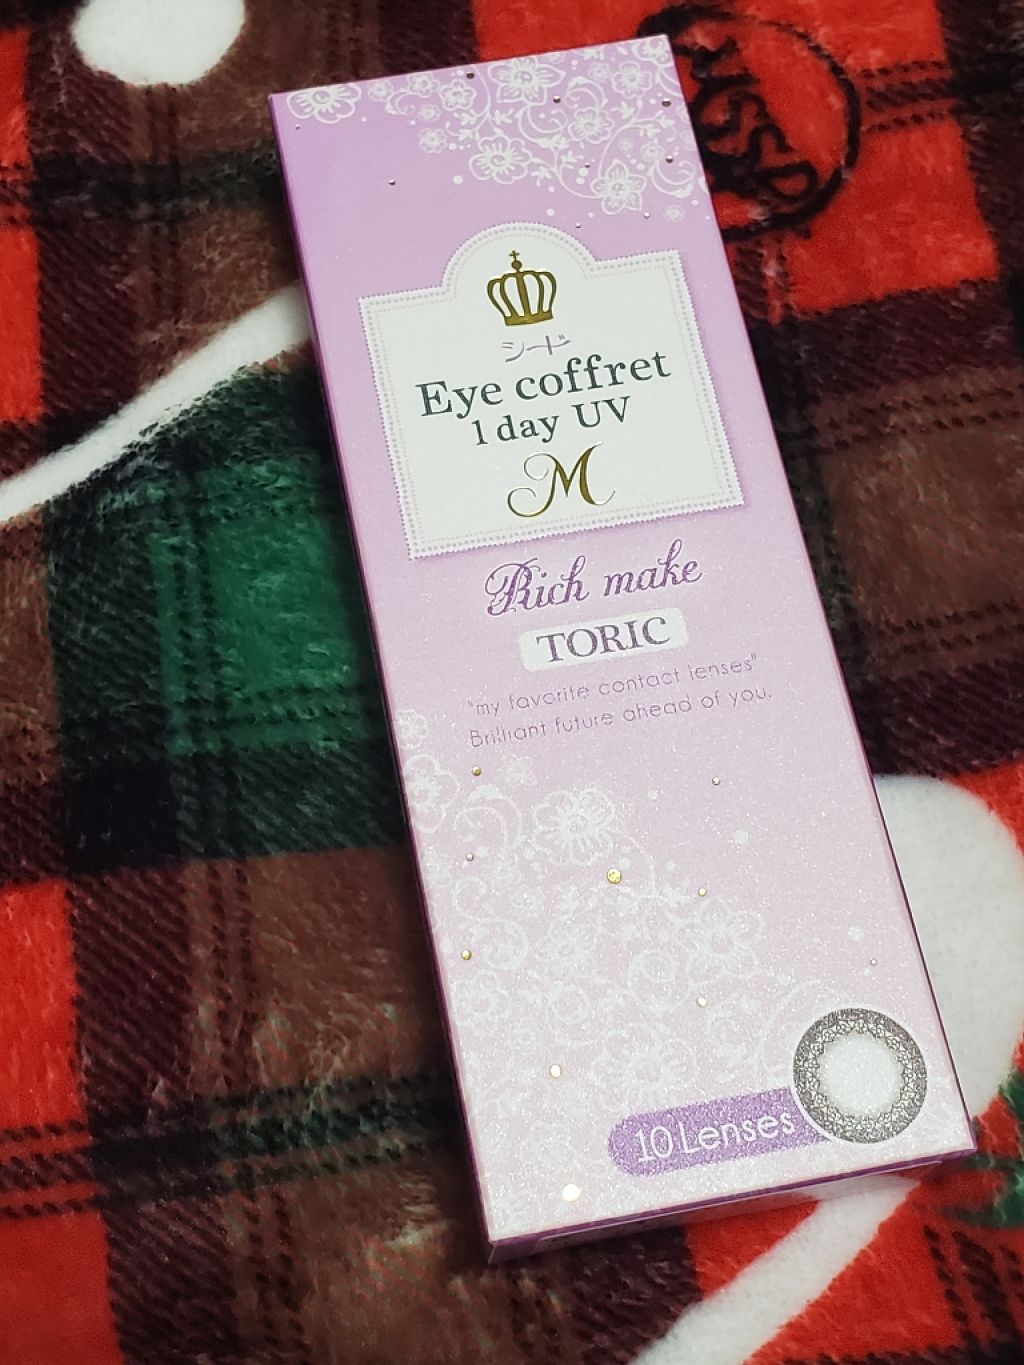 シード
Eye coffret
1 day UV
M
Rich make
TORIC
"my favorite contact lenses"
Brilliant future ahead of you.
10 Lenses